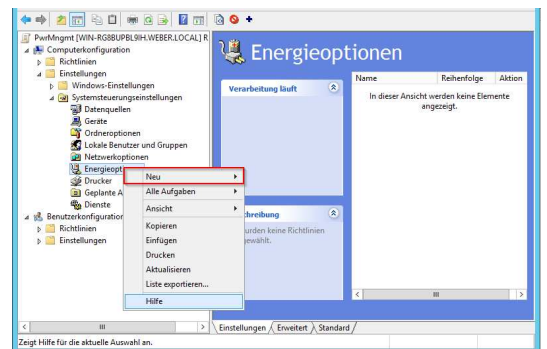 PwrMngmt [WIN-RG8BUPBL9IH.WEBER.LOCAL] R
Computerkonfiguration
Richtlinien
Einstellungen
Windows-Einstellungen
Systemsteuerungseinstellungen
Datenquellen
Geräte
Ordneroptionen
Lokale Benutzer und Gruppen
Netzwerkoptionen
Energieopt
Drucker
Geplante A
Dienste
Benutzerkonfiguration
Richtlinien
Einstellungen
Neu
Alle Aufgaben
Ansicht
Kopieren
Einfügen
Drucken
Aktualisieren
Liste exportieren...
Hilfe
Energieoptionen
Verarbeitung läuft
chreibung
urden keine Richtlinien
ewählt.
Name Reihenfolge Aktion
In dieser Ansicht werden keine Elemente
angezeigt.
Einstellungen Erweitert Standard
Zeigt Hilfe für die aktuelle Auswahl an.